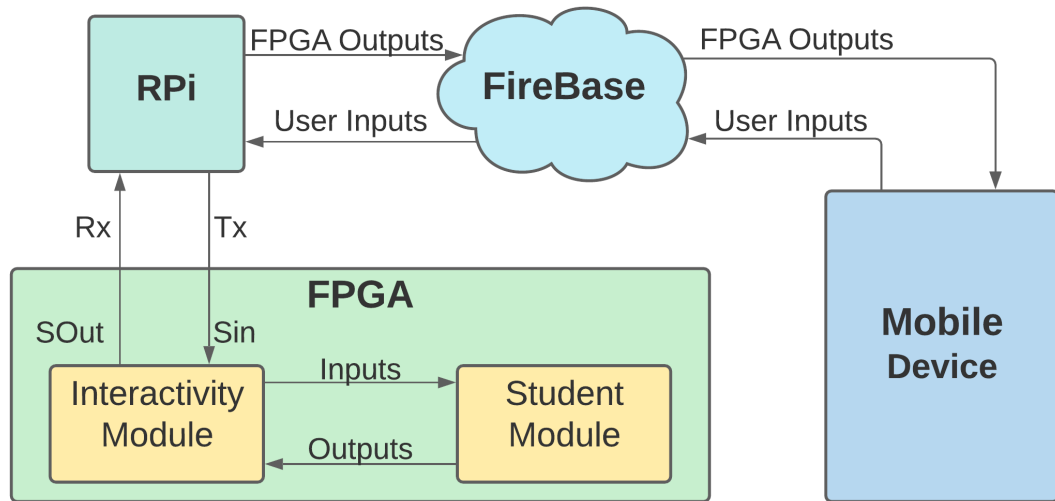 FPGA Outputs
FPGA Outputs
RPi
FireBase
User Inputs
User Inputs
Rx
Tx
FPGA
SOut
Sin
Mobile
Device
Interactivity
Module
Inputs
Outputs
Student
Module